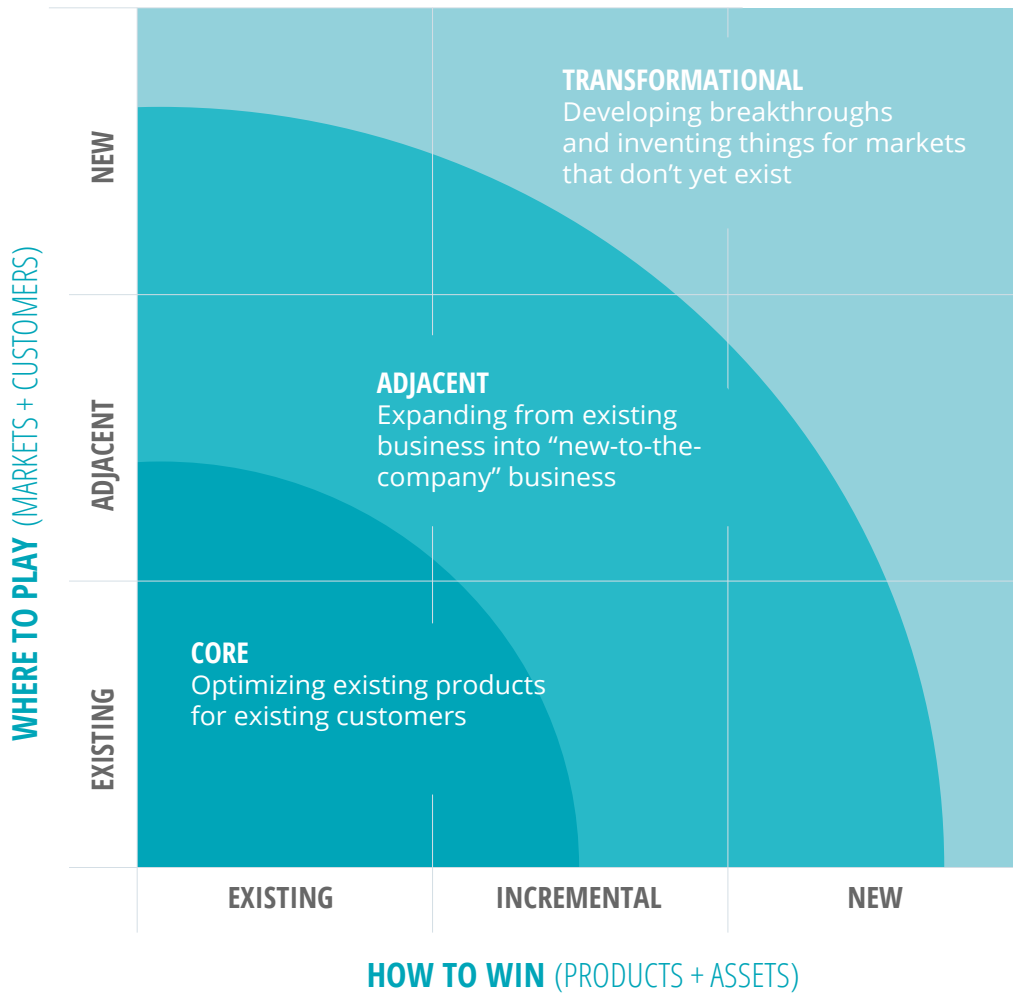 TRANSFORMATIONAL
Developing breakthroughs
and inventing things for markets
that don’t yet exist
ADJACENT
Expanding from existing
business into “new-to-the-
company” business
CORE
Optimizing existing products
for existing customers
WHERE TO PLAY (MARKETS + CUSTOMERS)
NEW
ADJACENT
EXISTING
EXISTING
INCREMENTAL
NEW
HOW TO WIN (PRODUCTS + ASSETS)